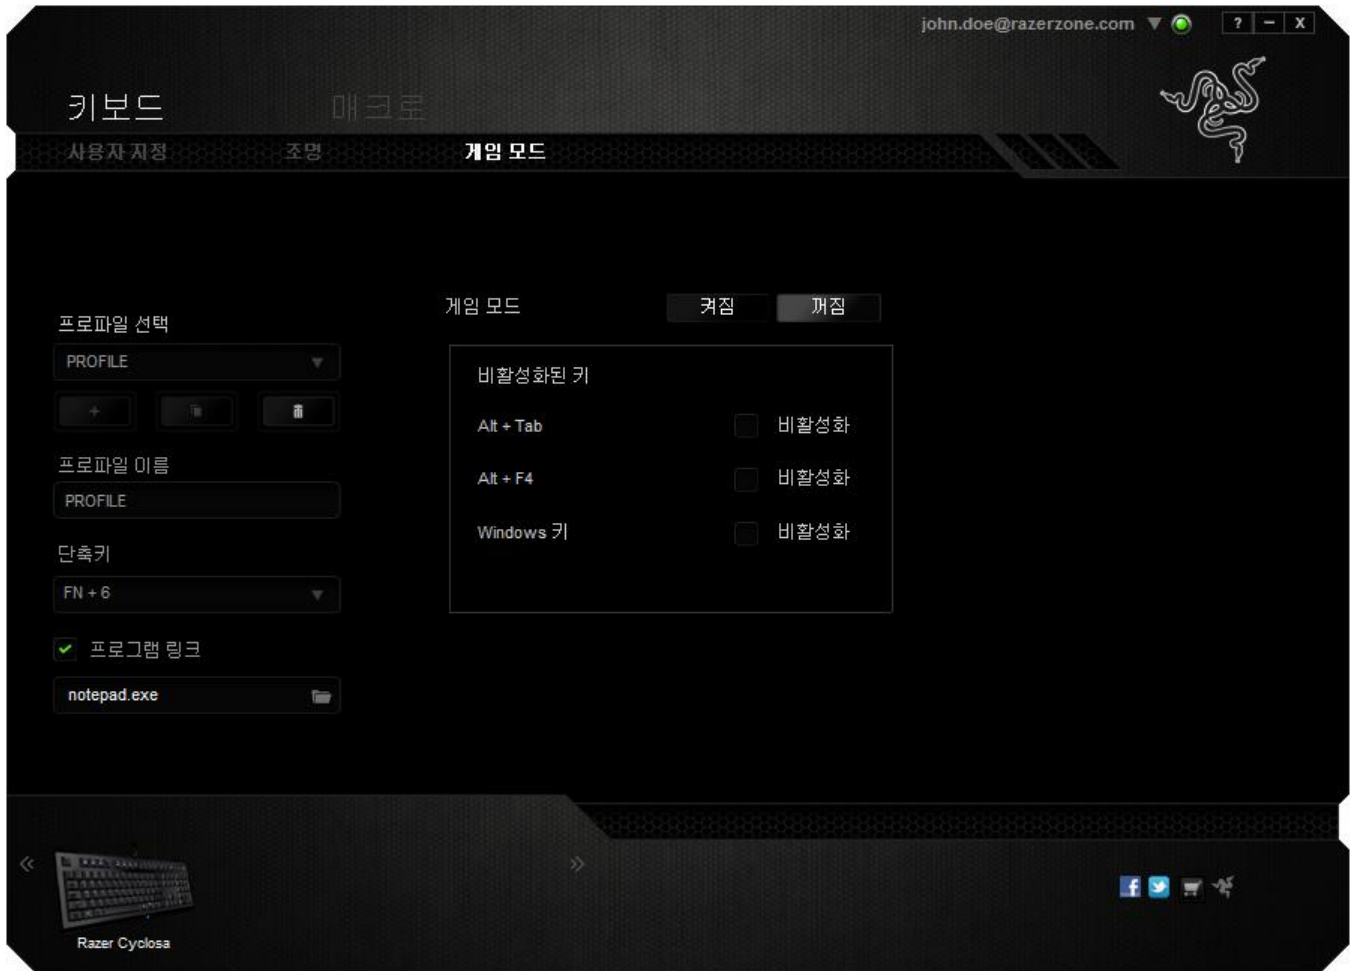 john.doe@razerzone.com
? – X
키보드 매크로
사용자 지정 조명 게임 모드
프로파일 선택
PROFILE
+
프로파일 이름
PROFILE
단축키
FN + 6
프로그램 링크
notepad.exe
게임 모드 켜짐 꺼짐
비활성화된 키
Alt + Tab 비활성화
Alt + F4 비활성화
Windows 키 비활성화
Razer Cyclosa